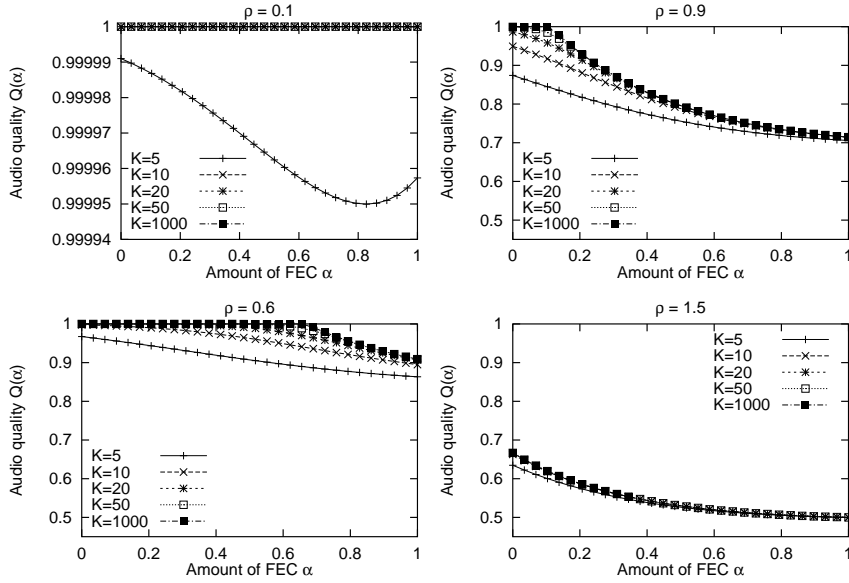 ρ = 0.1
1
0.99999
0.99998
0.99997
0.99996
0.99995
0.99994
Audio quality Q(α)
K=5
K=10
K=20
K=50
K=1000
0 0.2 0.4 0.6 0.8 1
Amount of FEC α
ρ = 0.9
1
0.9
0.8
0.7
0.6
0.5
Audio quality Q(α)
K=5
K=10
K=20
K=50
K=1000
0 0.2 0.4 0.6 0.8 1
Amount of FEC α
ρ = 0.6
1
0.9
0.8
0.7
0.6
0.5
Audio quality Q(α)
K=5
K=10
K=20
K=50
K=1000
0 0.2 0.4 0.6 0.8 1
Amount of FEC α
ρ = 1.5
1
0.9
0.8
0.7
0.6
0.5
Audio quality Q(α)
K=5
K=10
K=20
K=50
K=1000
0 0.2 0.4 0.6 0.8 1
Amount of FEC α